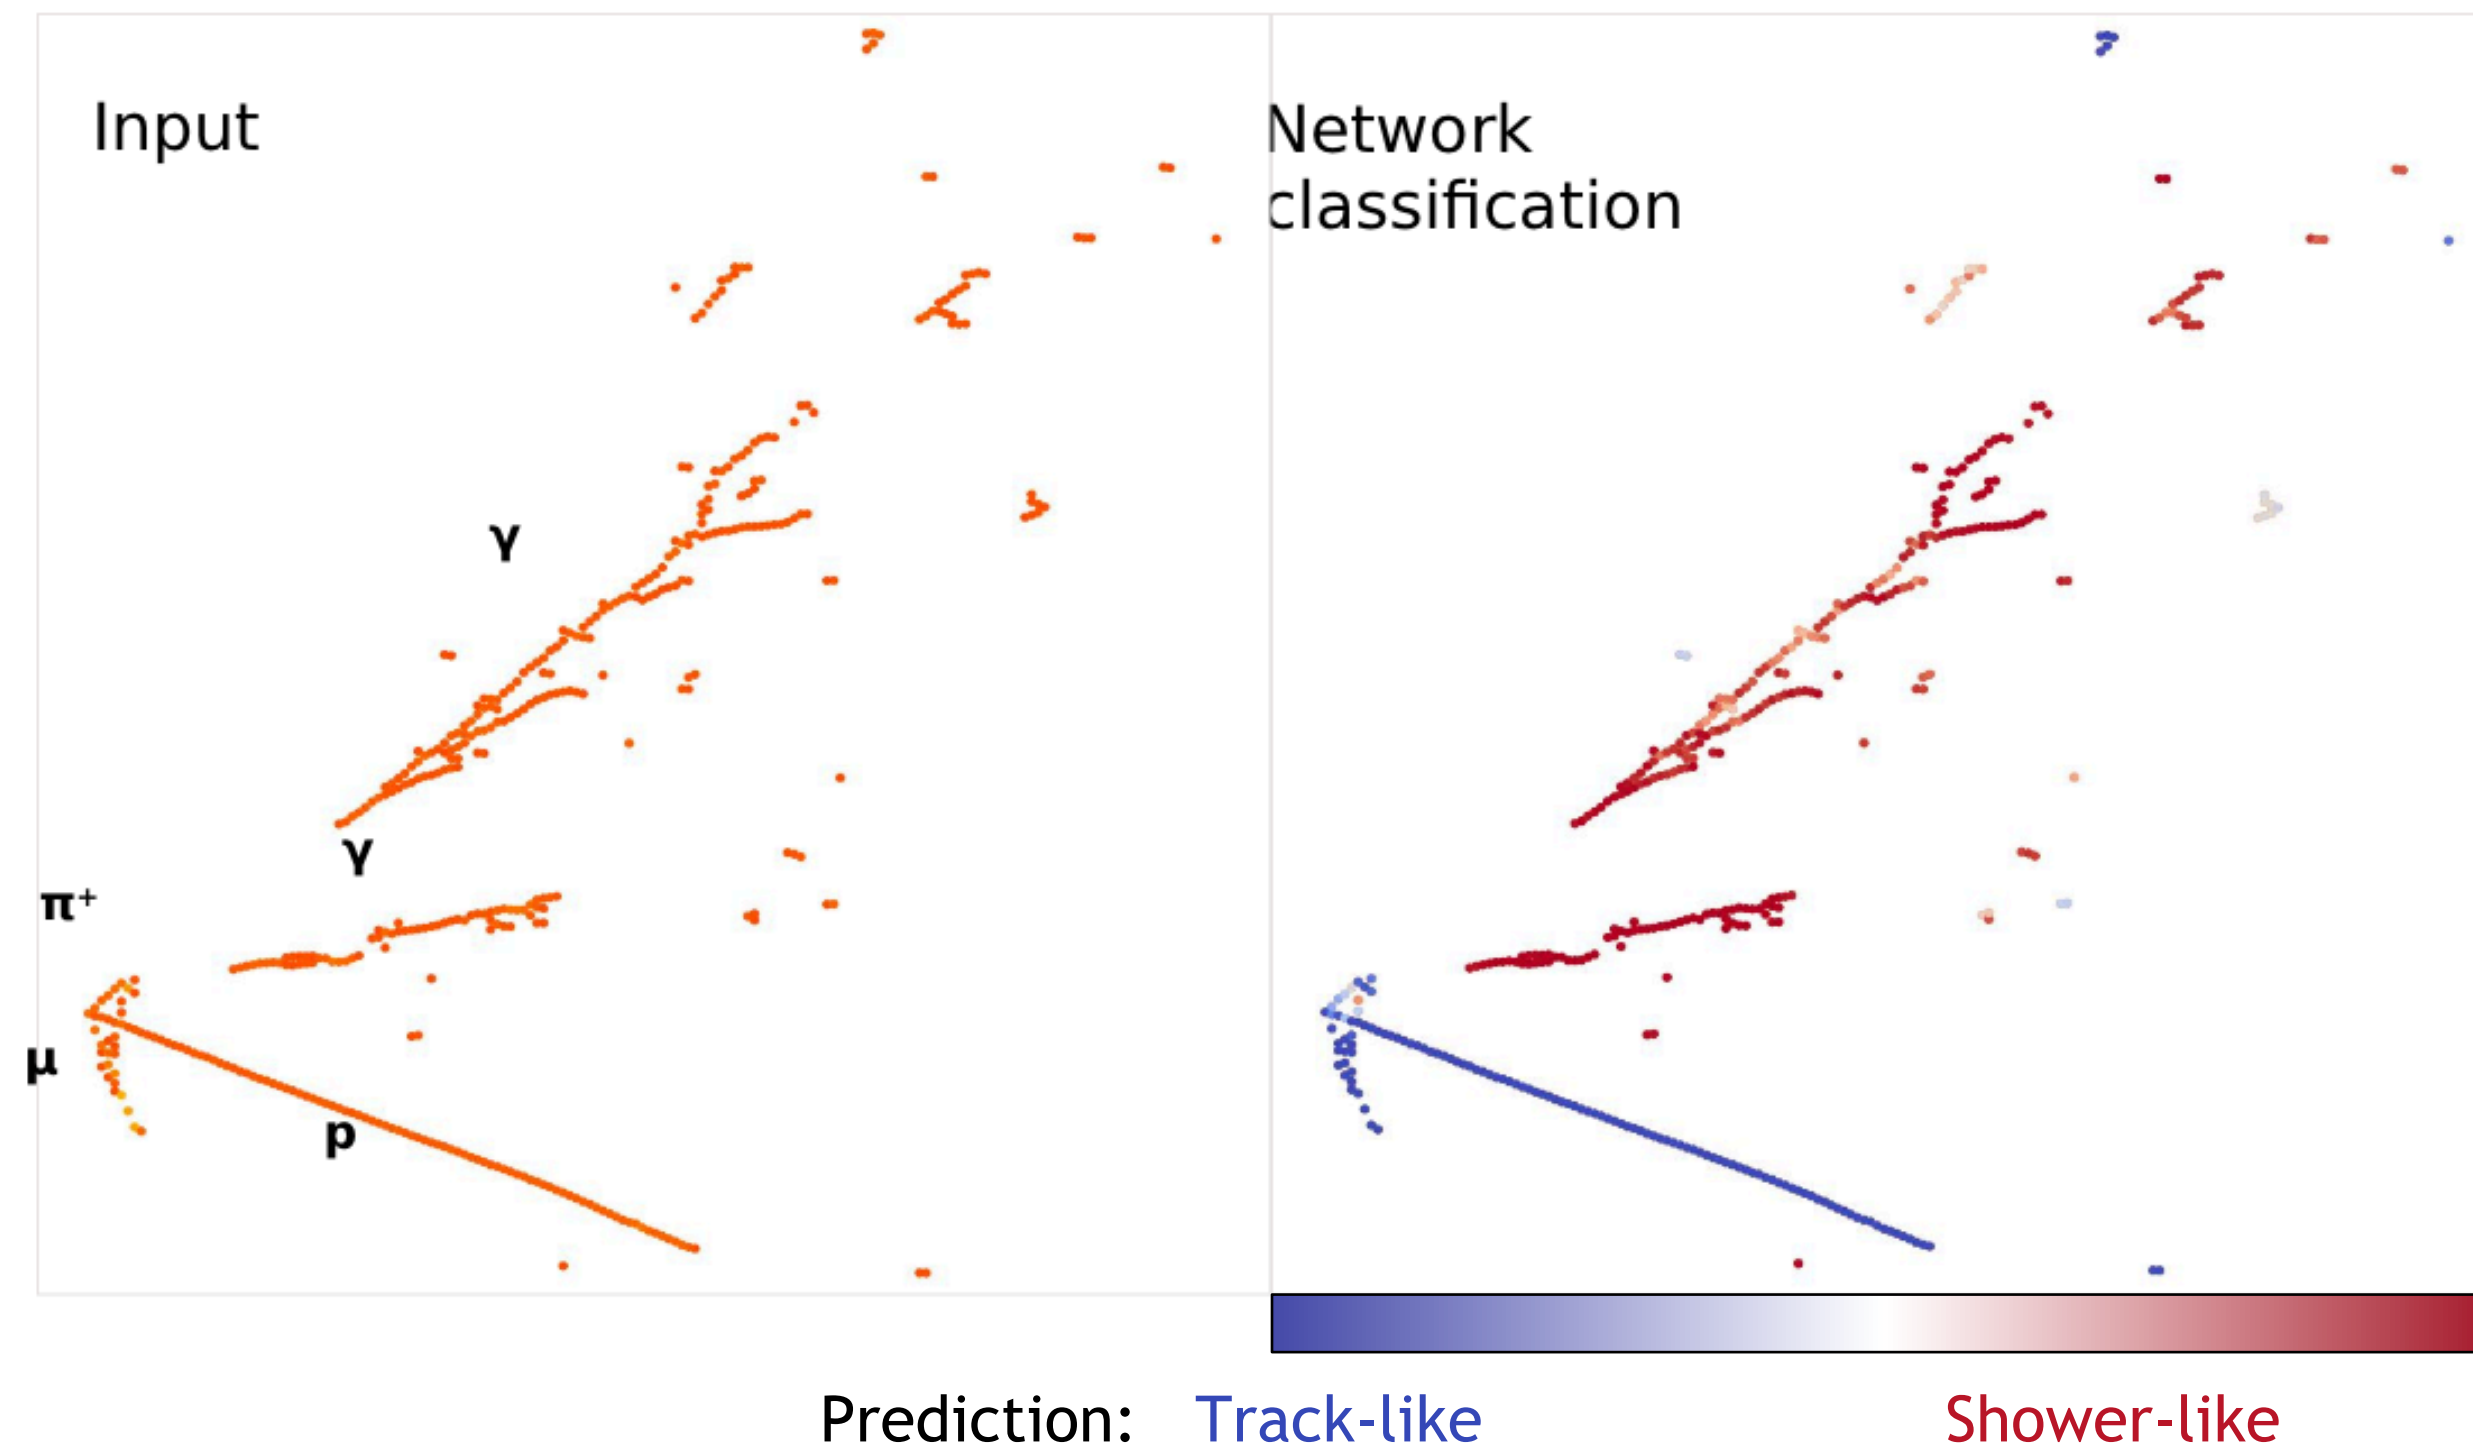 Input
Network
classification
γ
γ
π⁺
μ
p
Prediction: Track-like Shower-like